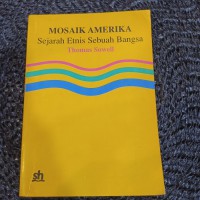 MOSAIK AMERIKA
Sejarah Etnis Sebuah Bangsa
Thomas Sowell
sh